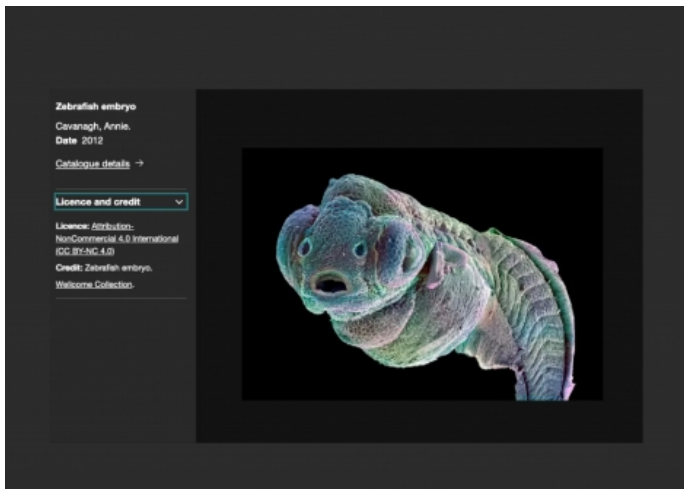 Zebrafish embryo
Cavanagh, Annie.
Date 2012
Catalogue details →
Licence and credit
Licence: Attribution-
NonCommercial 4.0 International
(CC BY-NC 4.0)
Credit: Zebrafish embryo.
Wellcome Collection.